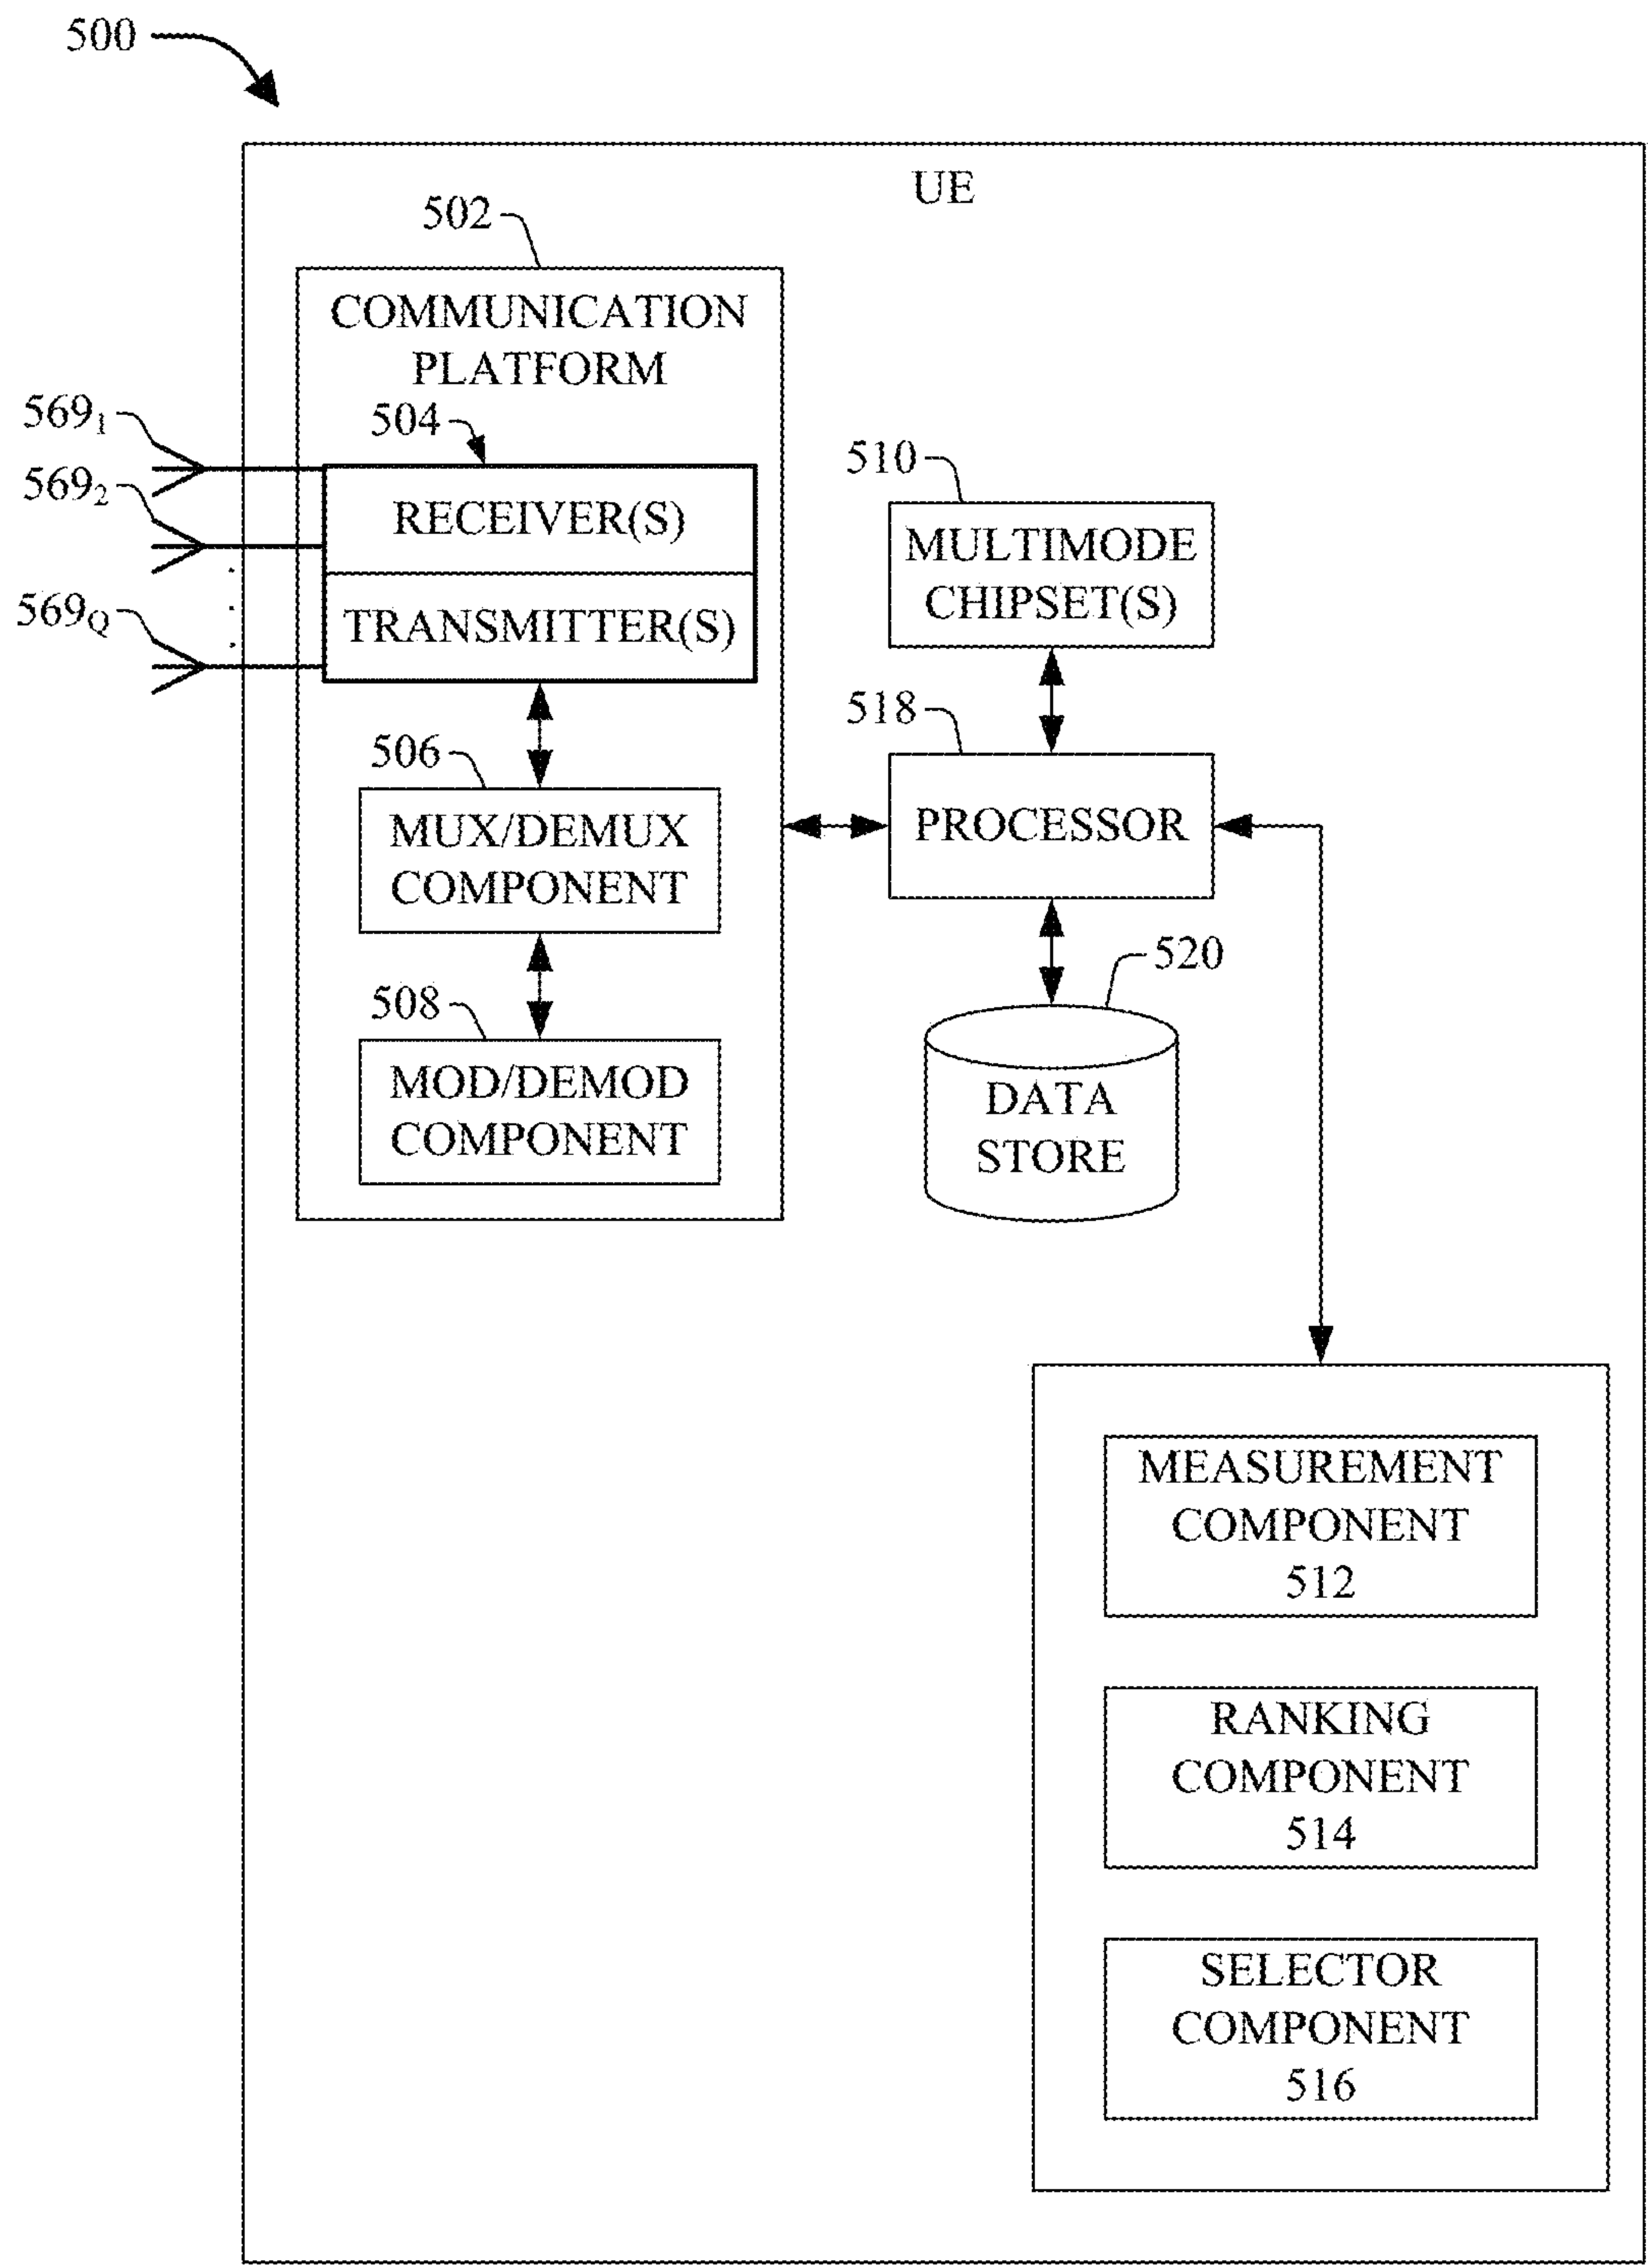 500
UE
502
COMMUNICATION
PLATFORM
504
569₁
RECEIVER(S)
569₂
TRANSMITTER(S)
569Q
510
MULTIMODE
CHIPSET(S)
518
PROCESSOR
506
MUX/DEMUX
COMPONENT
508
MOD/DEMOD
COMPONENT
520
DATA
STORE
MEASUREMENT
COMPONENT
512
RANKING
COMPONENT
514
SELECTOR
COMPONENT
516